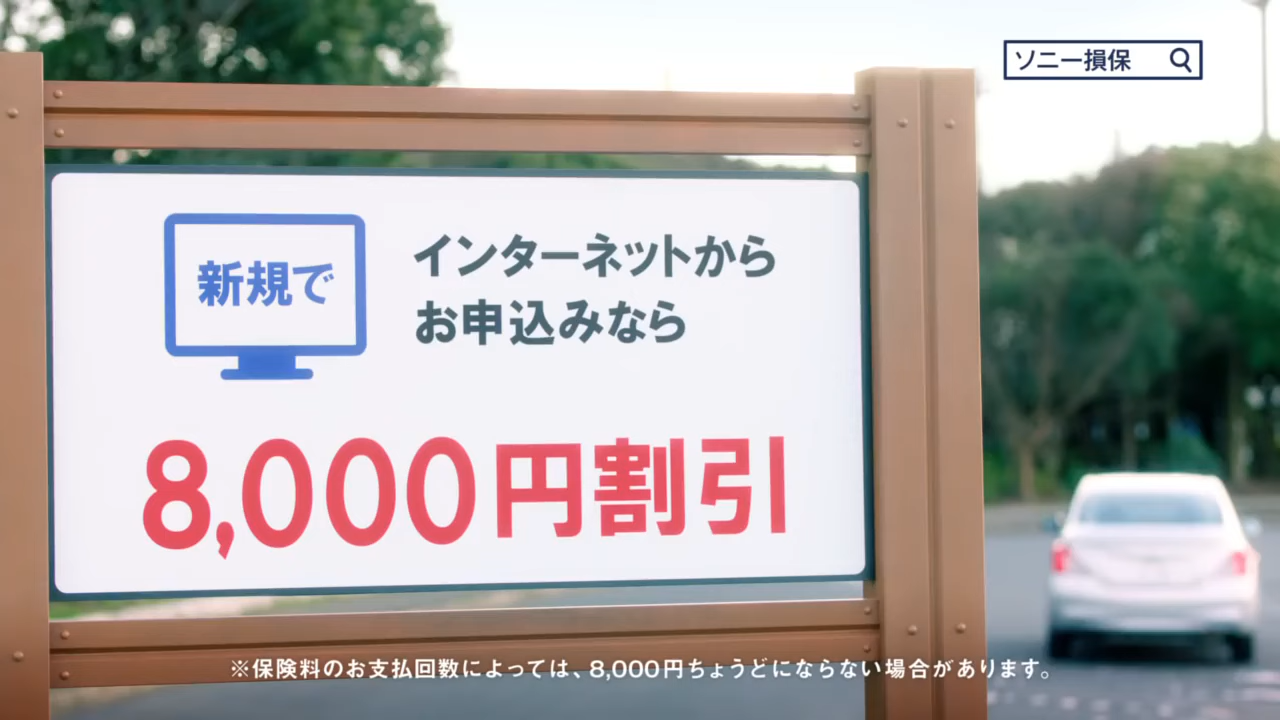 ソニー損保
新規で
インターネットから
お申込みなら
8,000円割引
※保険料のお支払回数によっては、8,000円ちょうどにならない場合があります。